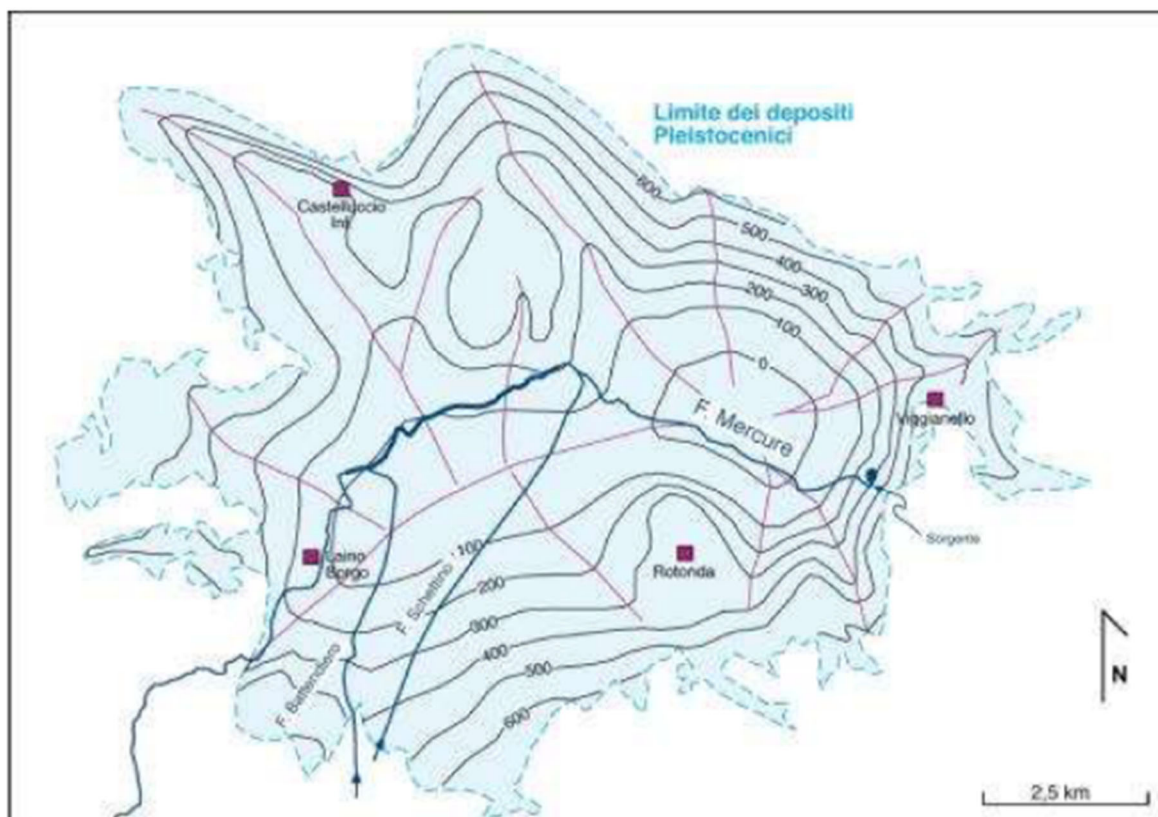 Limite dei depositi
Pleistocenici
Castelluccio
Inf.
600
500
400
300
200
100
0
F. Mercure
Viggianello
Sorgente
Rotonda
Laino
Borgo
F. Battendiero
F. Schettino
100
200
300
400
500
600
N
2,5 km